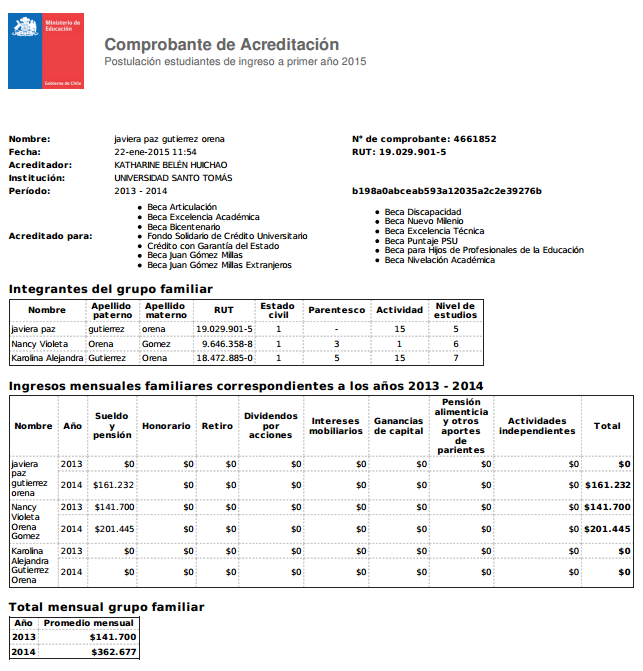 Ministerio de
Educación
Gobierno de Chile
Comprobante de Acreditación
Postulación estudiantes de ingreso a primer año 2015
Nombre: javiera paz gutierrez orena N° de comprobante: 4661852
Fecha: 22-ene-2015 11:54 RUT: 19.029.901-5
Acreditador: KATHARINE BELÉN HUICHAO
Institución: UNIVERSIDAD SANTO TOMÁS
Período: 2013 - 2014 b198a0abceab593a12035a2c2e39276b
Acreditado para:
• Beca Articulación
• Beca Excelencia Académica
• Beca Bicentenario
• Fondo Solidario de Crédito Universitario
• Crédito con Garantía del Estado
• Beca Juan Gómez Millas
• Beca Juan Gómez Millas Extranjeros
• Beca Discapacidad
• Beca Nuevo Milenio
• Beca Excelencia Técnica
• Beca Puntaje PSU
• Beca para Hijos de Profesionales de la Educación
• Beca Nivelación Académica
Integrantes del grupo familiar
Nombre Apellido paterno Apellido materno RUT Estado civil Parentesco Actividad Nivel de estudios
javiera paz gutierrez orena 19.029.901-5 1 - 15 5
Nancy Violeta Orena Gomez 9.646.358-8 1 3 1 6
Karolina Alejandra Gutierrez Orena 18.472.885-0 1 5 15 7
Ingresos mensuales familiares correspondientes a los años 2013 - 2014
Nombre Año Sueldo y pensión Honorario Retiro Dividendos por acciones Intereses mobiliarios Ganancias de capital Pensión alimenticia y otros aportes de parientes Actividades independientes Total
javiera paz gutierrez orena 2013 $0 $0 $0 $0 $0 $0 $0 $0 $0
2014 $161.232 $0 $0 $0 $0 $0 $0 $0 $161.232
Nancy Violeta Orena Gomez 2013 $141.700 $0 $0 $0 $0 $0 $0 $0 $141.700
2014 $201.445 $0 $0 $0 $0 $0 $0 $0 $201.445
Karolina Alejandra Gutierrez Orena 2013 $0 $0 $0 $0 $0 $0 $0 $0 $0
2014 $0 $0 $0 $0 $0 $0 $0 $0 $0
Total mensual grupo familiar
Año Promedio mensual
2013 $141.700
2014 $362.677